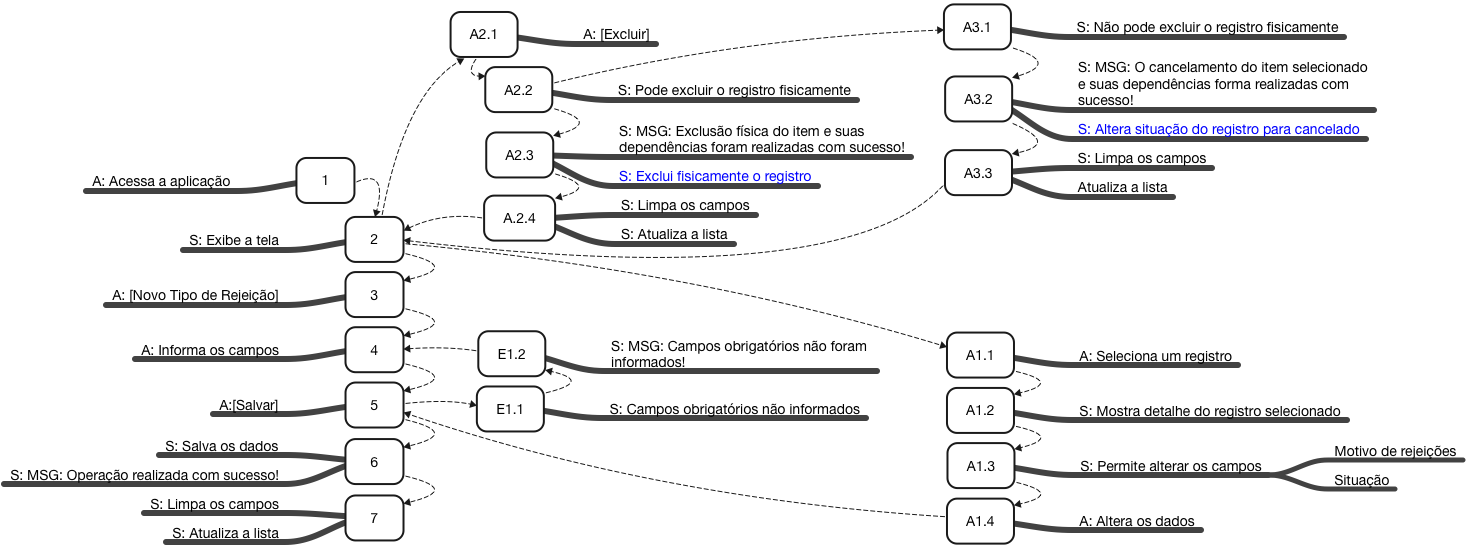 A2.1
A: [Excluir]
A2.2
S: Pode excluir o registro fisicamente
A2.3
S: MSG: Exclusão física do item e suas
dependências foram realizadas com sucesso!
S: Exclui fisicamente o registro
A.2.4
S: Limpa os campos
S: Atualiza a lista
A3.1
S: Não pode excluir o registro fisicamente
A3.2
S: MSG: O cancelamento do item selecionado
e suas dependências forma realizadas com
sucesso!
S: Altera situação do registro para cancelado
A3.3
S: Limpa os campos
Atualiza a lista
A: Acessa a aplicação
1
S: Exibe a tela
2
A: [Novo Tipo de Rejeição]
3
A: Informa os campos
4
A:[Salvar]
5
S: Salva os dados
6
S: MSG: Operação realizada com sucesso!
S: Limpa os campos
7
S: Atualiza a lista
E1.2
S: MSG: Campos obrigatórios não foram
informados!
E1.1
S: Campos obrigatórios não informados
A1.1
A: Seleciona um registro
A1.2
S: Mostra detalhe do registro selecionado
A1.3
S: Permite alterar os campos
Motivo de rejeições
Situação
A1.4
A: Altera os dados